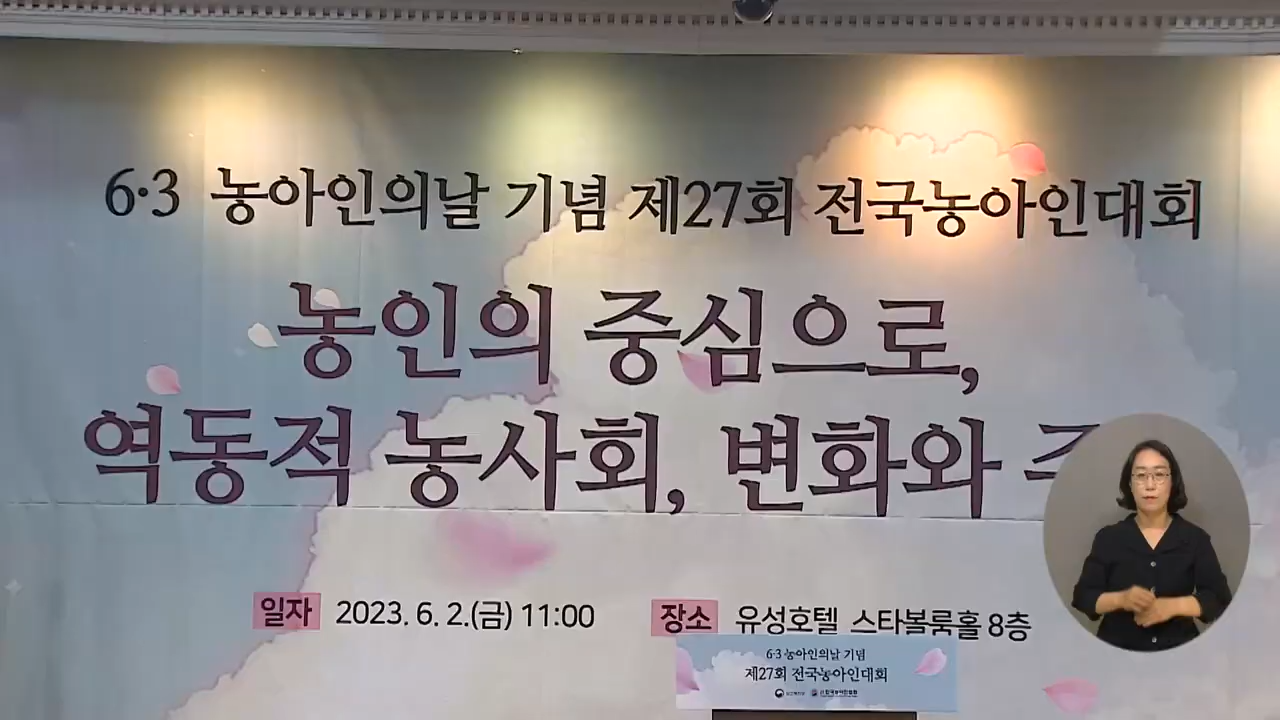 6·3 농아인의날 기념 제27회 전국농아인대회
농인의 중심으로,
역동적 농사회, 변화와
일자 2023. 6. 2.(금) 11:00 장소 유성호텔 스타볼룸홀 8층
6·3 농아인의날 기념
제27회 전국농아인대회